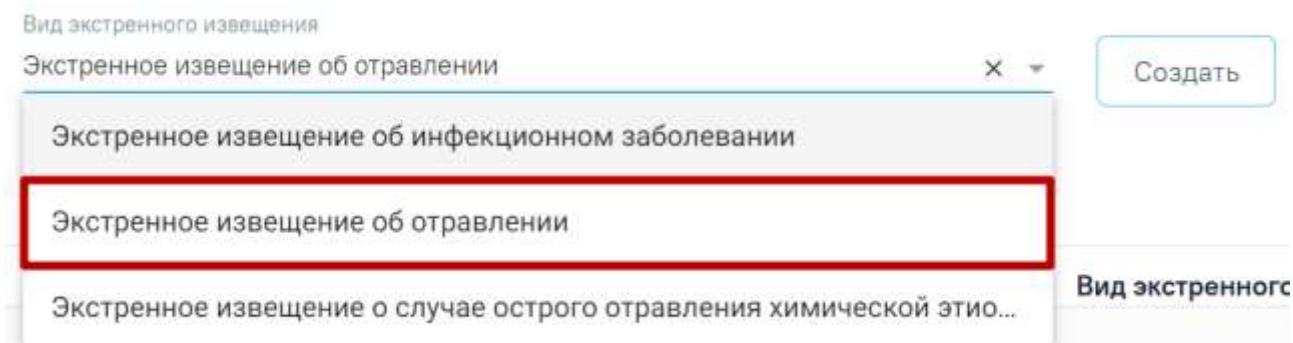 Вид экстренного извещения
Экстренное извещение об отравлении
Создать
Экстренное извещение об инфекционном заболевании
Экстренное извещение об отравлении
Вид экстренного
Экстренное извещение о случае острого отравления химической этио...